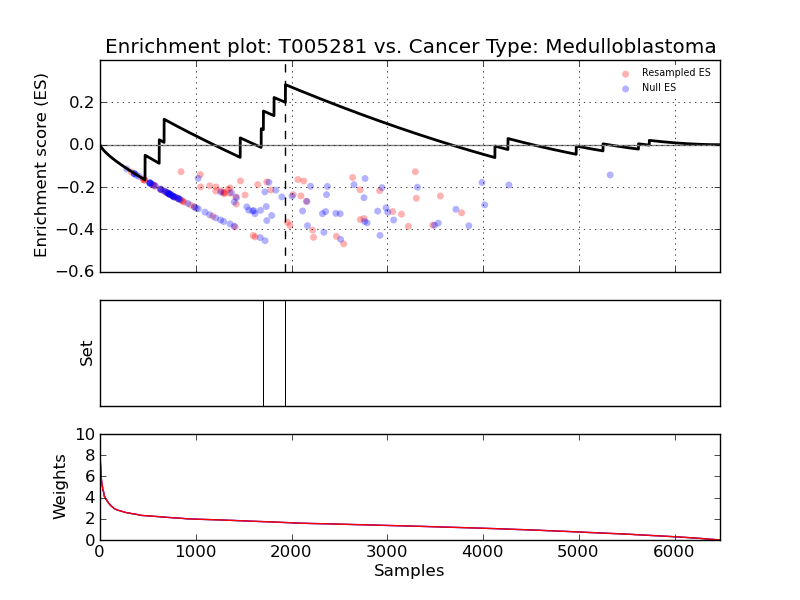 Enrichment plot: T005281 vs. Cancer Type: Medulloblastoma
Enrichment score (ES)
0.2
0.0
−0.2
−0.4
−0.6
Resampled ES
Null ES
Set
Weights
10
8
6
4
2
0
0 1000 2000 3000 4000 5000 6000
Samples